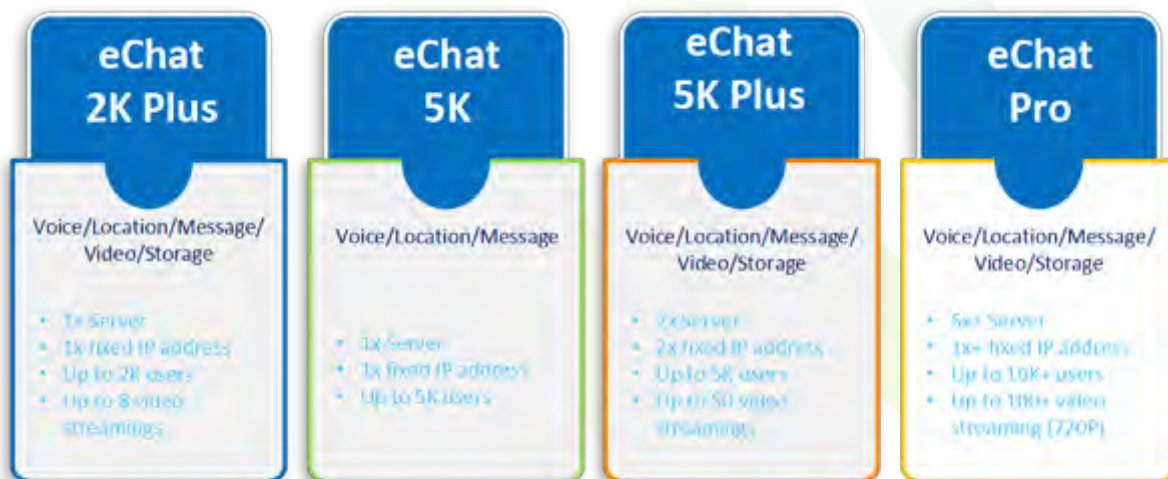 eChat
2K Plus
Voice/Location/Message/
Video/Storage
• 1x Server
• 1x fixed IP address
• Up to 2K users
• Up to 8 video
streamings
eChat
5K
Voice/Location/Message
• 1x Server
• 1x fixed IP address
• Up to 5K users
eChat
5K Plus
Voice/Location/Message/
Video/Storage
• 2x Server
• 2x fixed IP address
• Up to 5K users
• Up to 50 video
streamings
eChat
Pro
Voice/Location/Message/
Video/Storage
• Server
• 1x+ fixed IP address
• Up to users
• Up to video
streaming (720P)